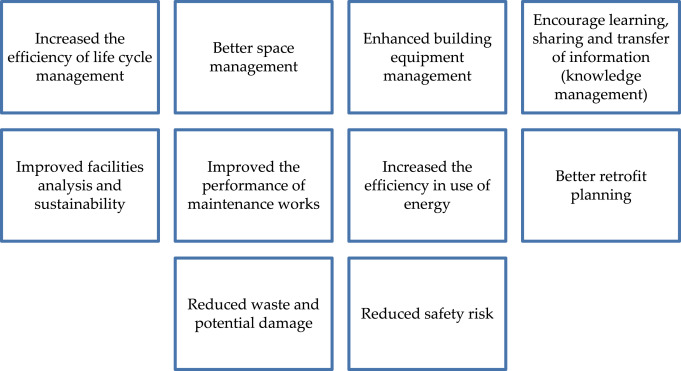 Increased the
efficiency of life cycle
management
Better space
management
Enhanced building
equipment
management
Encourage learning,
sharing and transfer
of information
(knowledge
management)
Improved facilities
analysis and
sustainability
Improved the
performance of
maintenance works
Increased the
efficiency in use of
energy
Better retrofit
planning
Reduced waste and
potential damage
Reduced safety risk